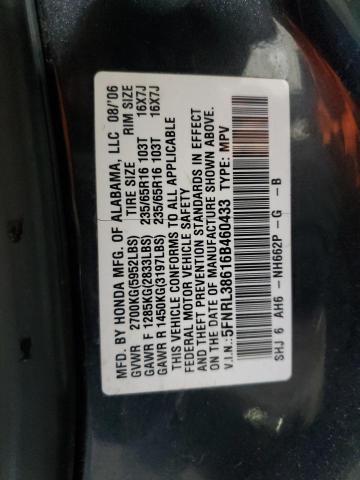 MFD. BY HONDA MFG. OF ALABAMA, LLC 08/'06
GVWR 2700KG(5952LBS) TIRE SIZE RIM SIZE
GAWR F 1285KG(2833LBS) 235/65R16 103T 16X7J
GAWR R 1450KG(3197LBS) 235/65R16 103T 16X7J
THIS VEHICLE CONFORMS TO ALL APPLICABLE
FEDERAL MOTOR VEHICLE SAFETY
AND THEFT PREVENTION STANDARDS IN EFFECT
ON THE DATE OF MANUFACTURE SHOWN ABOVE.
V.I.N.: 5FNRL38616B460433 TYPE: MPV
SHJ 6 AH6 - NH662P - G - B